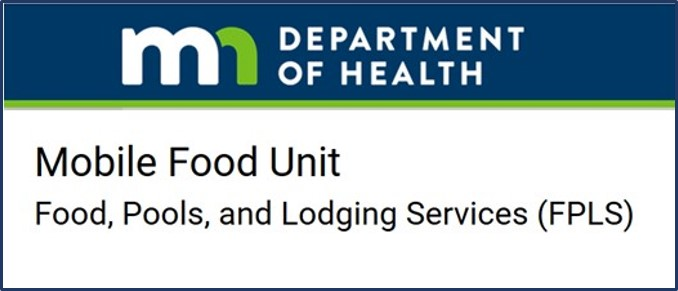 mn DEPARTMENT
OF HEALTH
Mobile Food Unit
Food, Pools, and Lodging Services (FPLS)